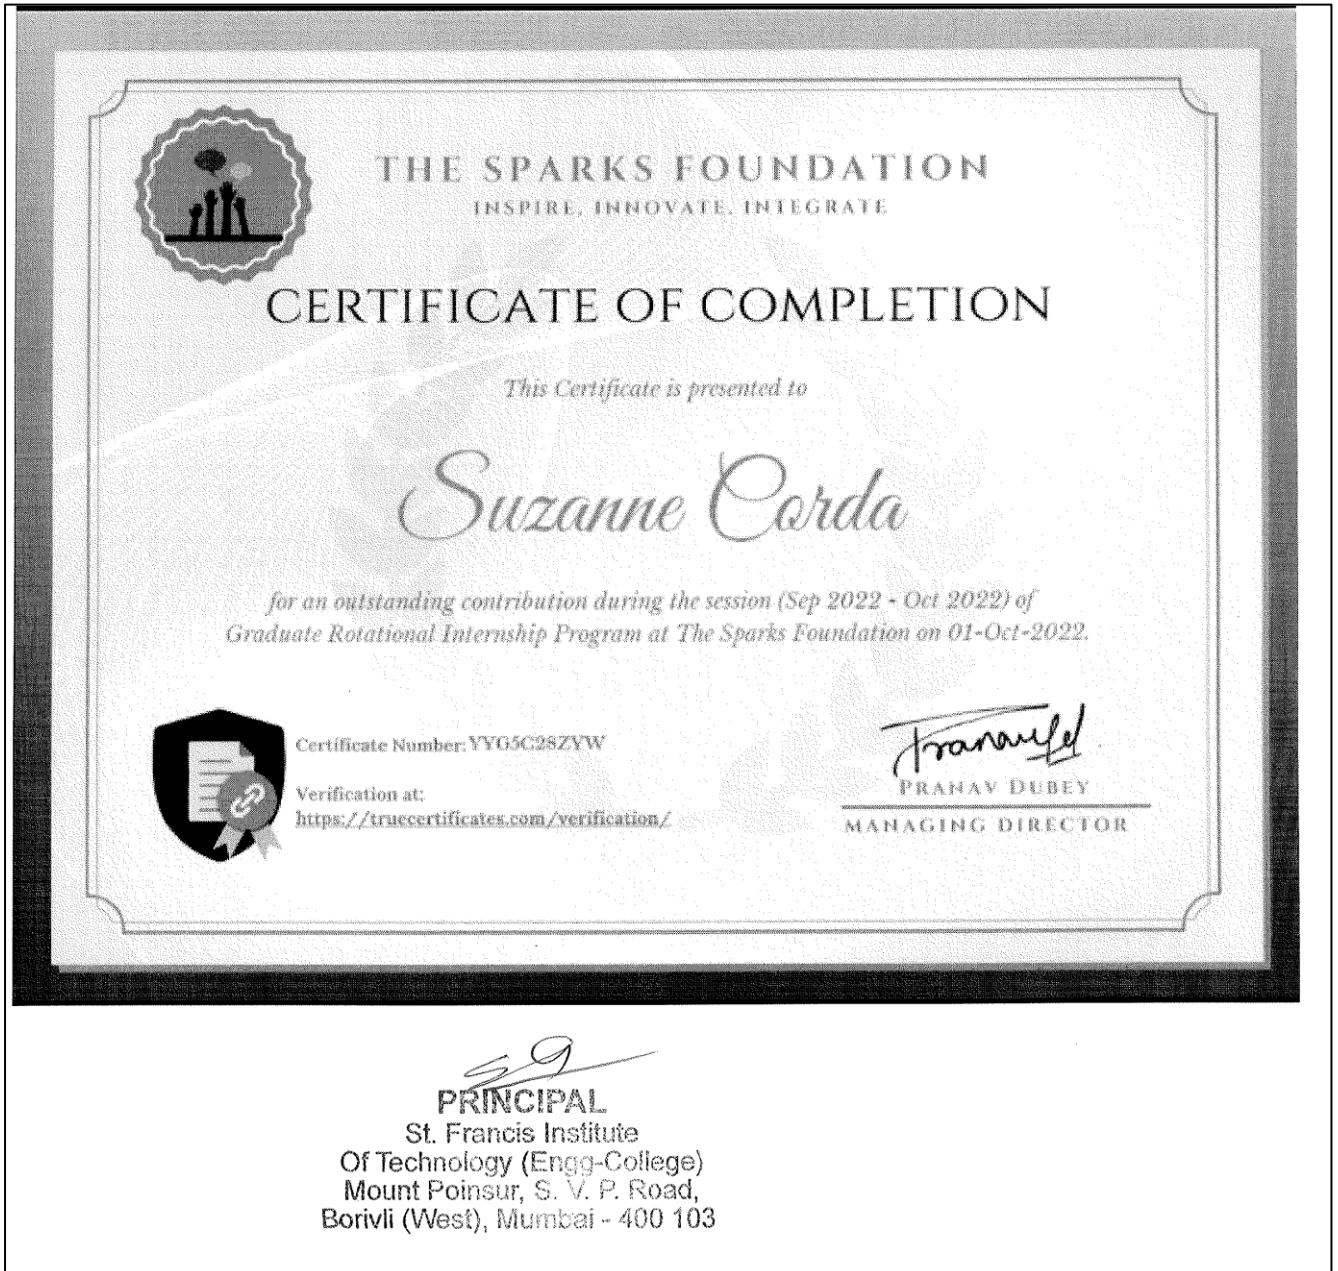 THE SPARKS FOUNDATION
INSPIRE, INNOVATE, INTEGRATE
CERTIFICATE OF COMPLETION
This Certificate is presented to
Suzanne Corda
for an outstanding contribution during the session (Sep 2022 - Oct 2022) of
Graduate Rotational Internship Program at The Sparks Foundation on 01-Oct-2022.
Certificate Number: YYG5C28ZYW
Verification at:
https://truecertificates.com/verification/
PRANAV DUBEY
MANAGING DIRECTOR
PRINCIPAL
St. Francis Institute
Of Technology (Engg-College)
Mount Poinsur, S. V. P. Road,
Borivli (West), Mumbai - 400 103